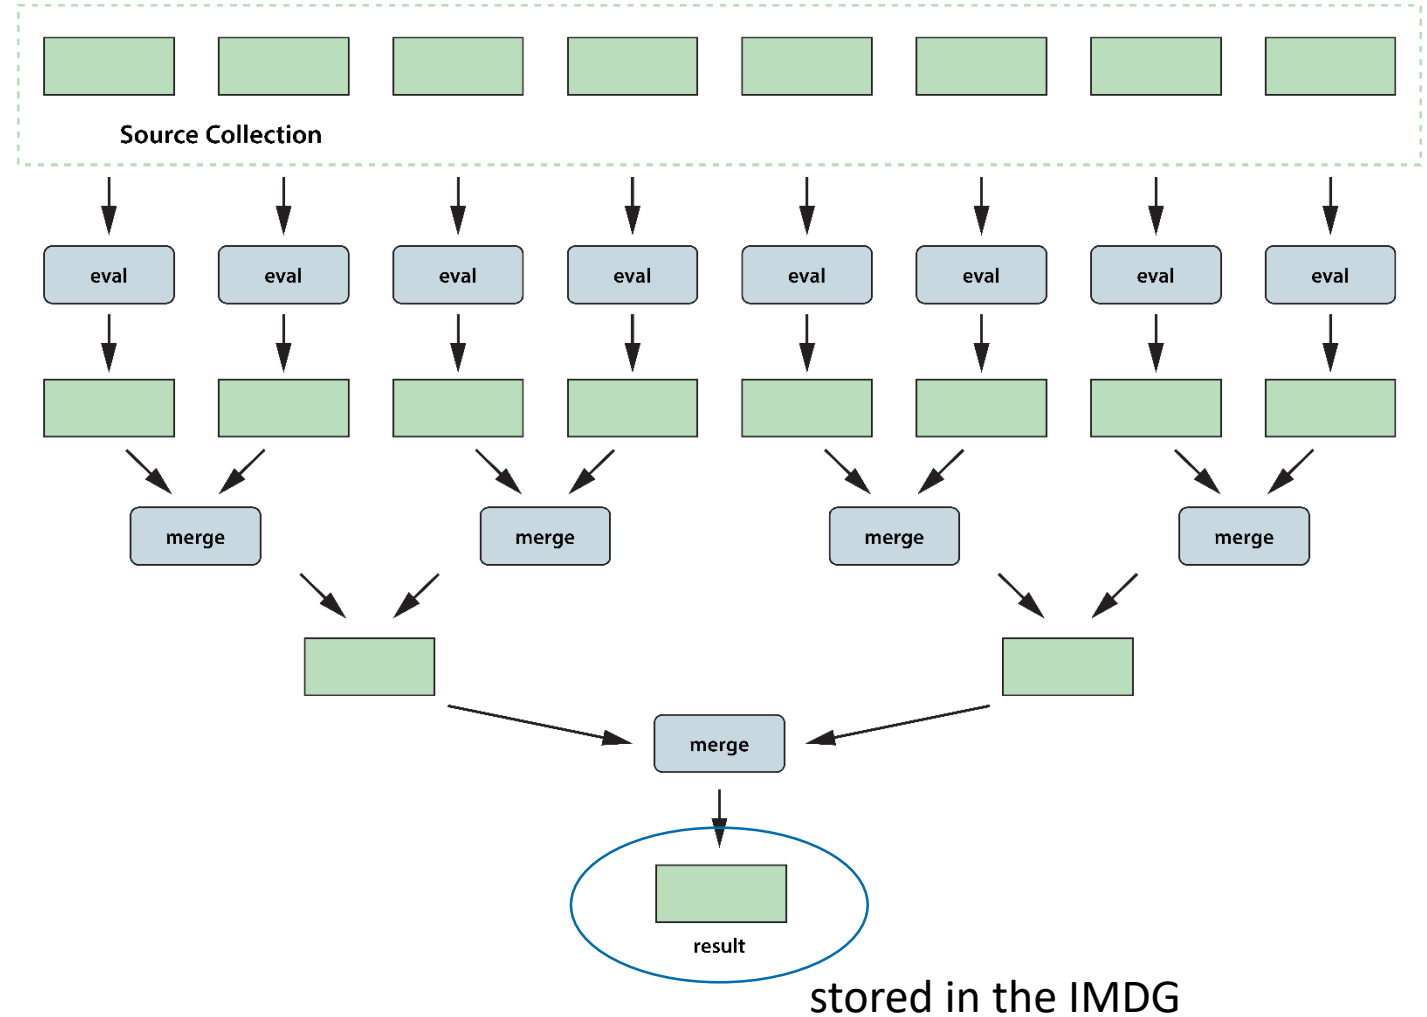 Source Collection
eval eval eval eval eval eval eval eval
merge merge merge merge
merge
result
stored in the IMDG